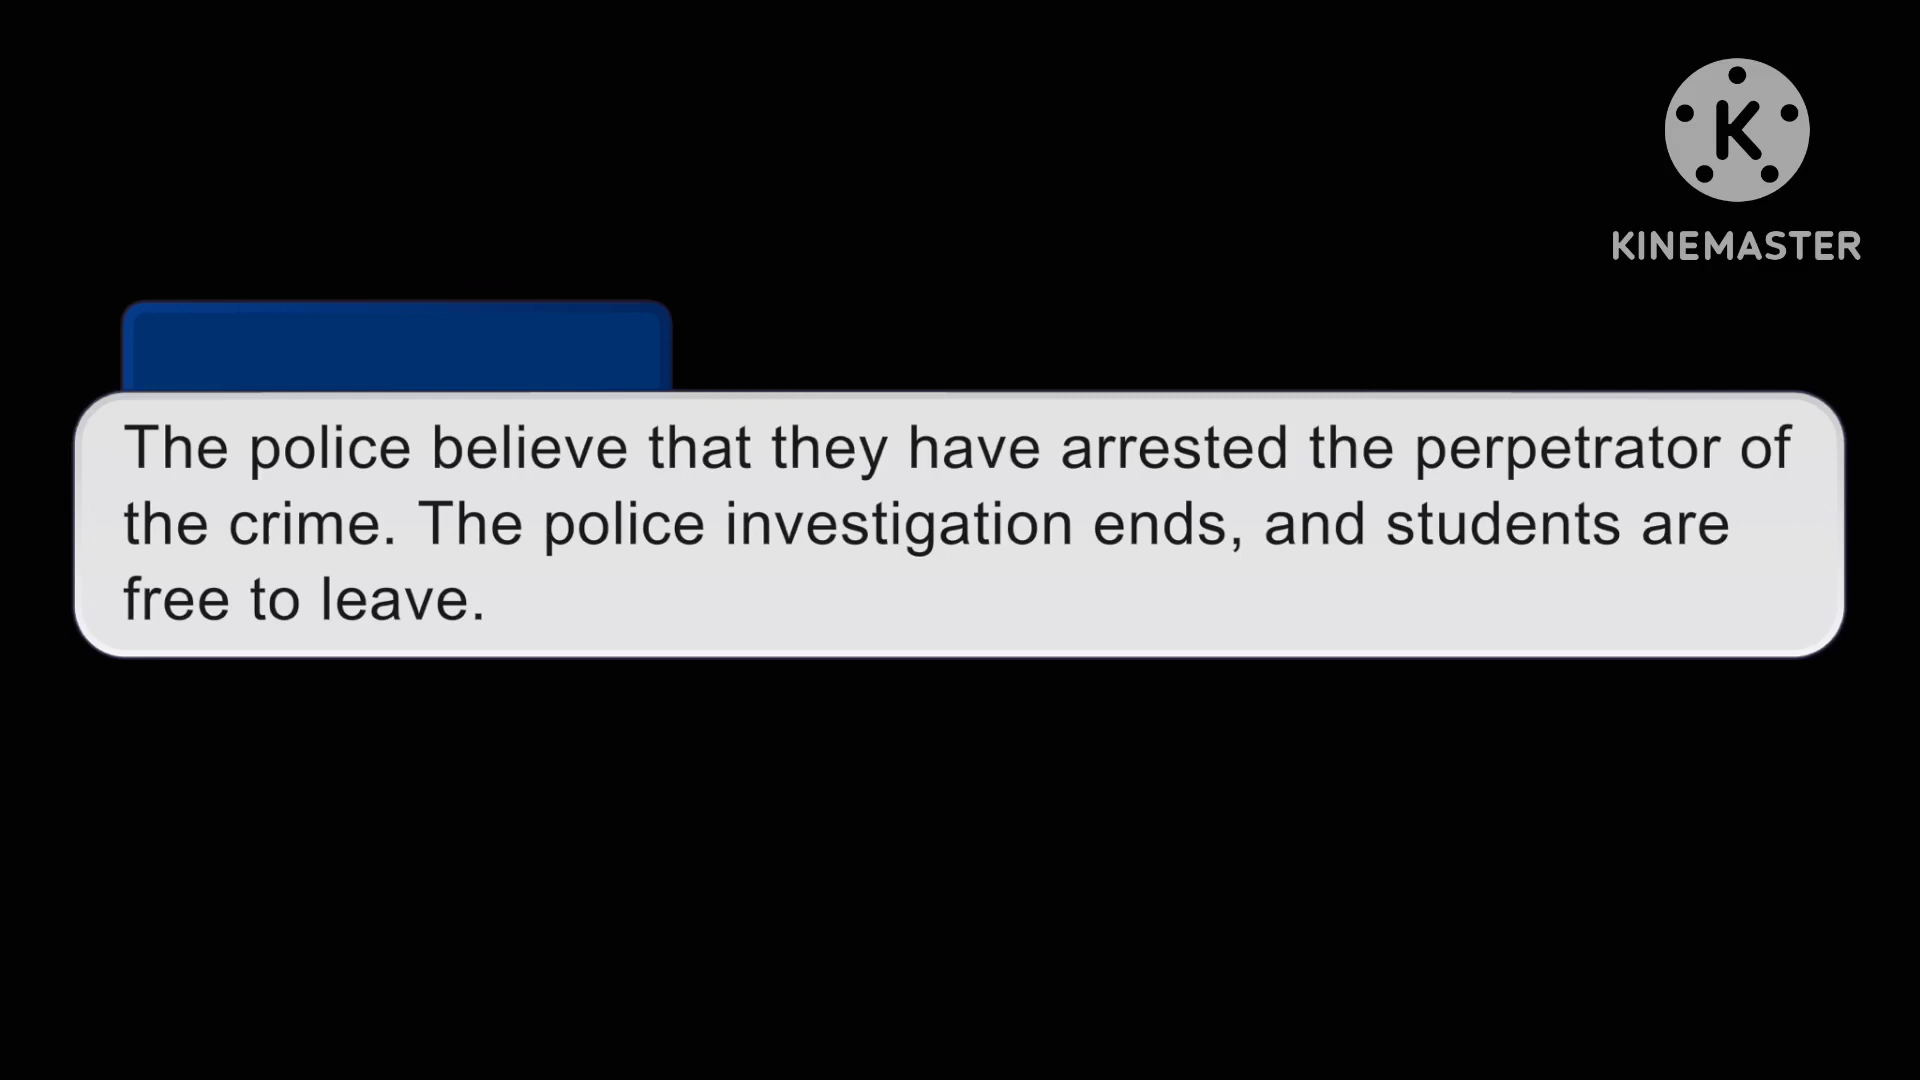 K
KINEMASTER
The police believe that they have arrested the perpetrator of
the crime. The police investigation ends, and students are
free to leave.